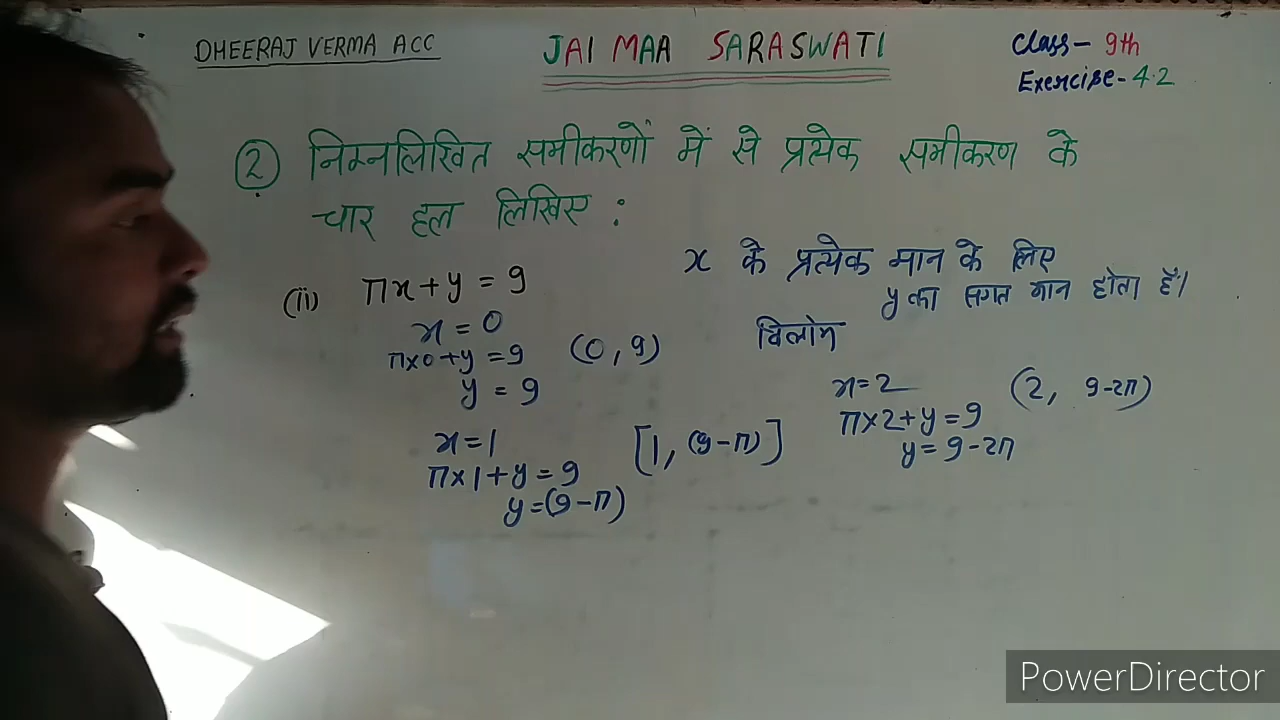 DHEERAJ VERMA ACC
JAI MAA SARASWATI
Class- 9th
Exercise- 4.2
② निम्नलिखित समीकरणों में से प्रत्येक समीकरण के
चार हल लिखिए :
x के प्रत्येक मान के लिए
y का संगत मान होता है।
विलोम
(ii) πx+y = 9
x = 0
π×0+y = 9 (0, 9)
y = 9
x=1
π×1+y = 9 [1, (9-π)]
y=(9-π)
x=2 (2, 9-2π)
π×2+y=9
y= 9-2π
PowerDirector